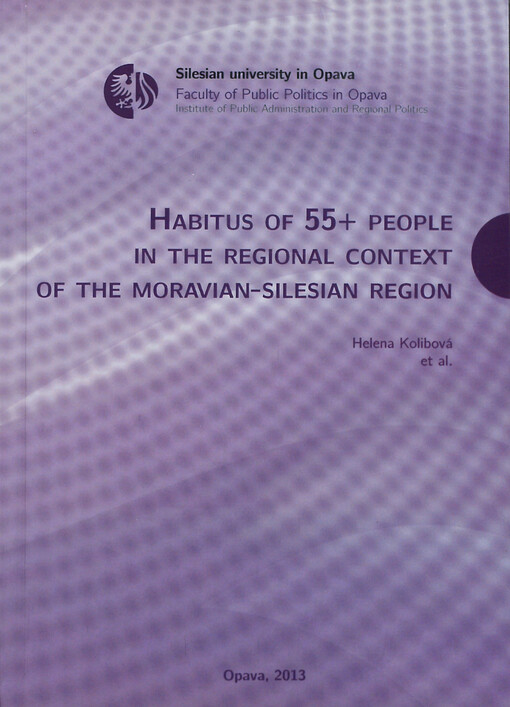 Silesian university in Opava
Faculty of Public Politics in Opava
Institute of Public Administration and Regional Politics
Habitus of 55+ people
in the regional context
of the Moravian-Silesian region
Helena Kolibová
et al.
Opava, 2013